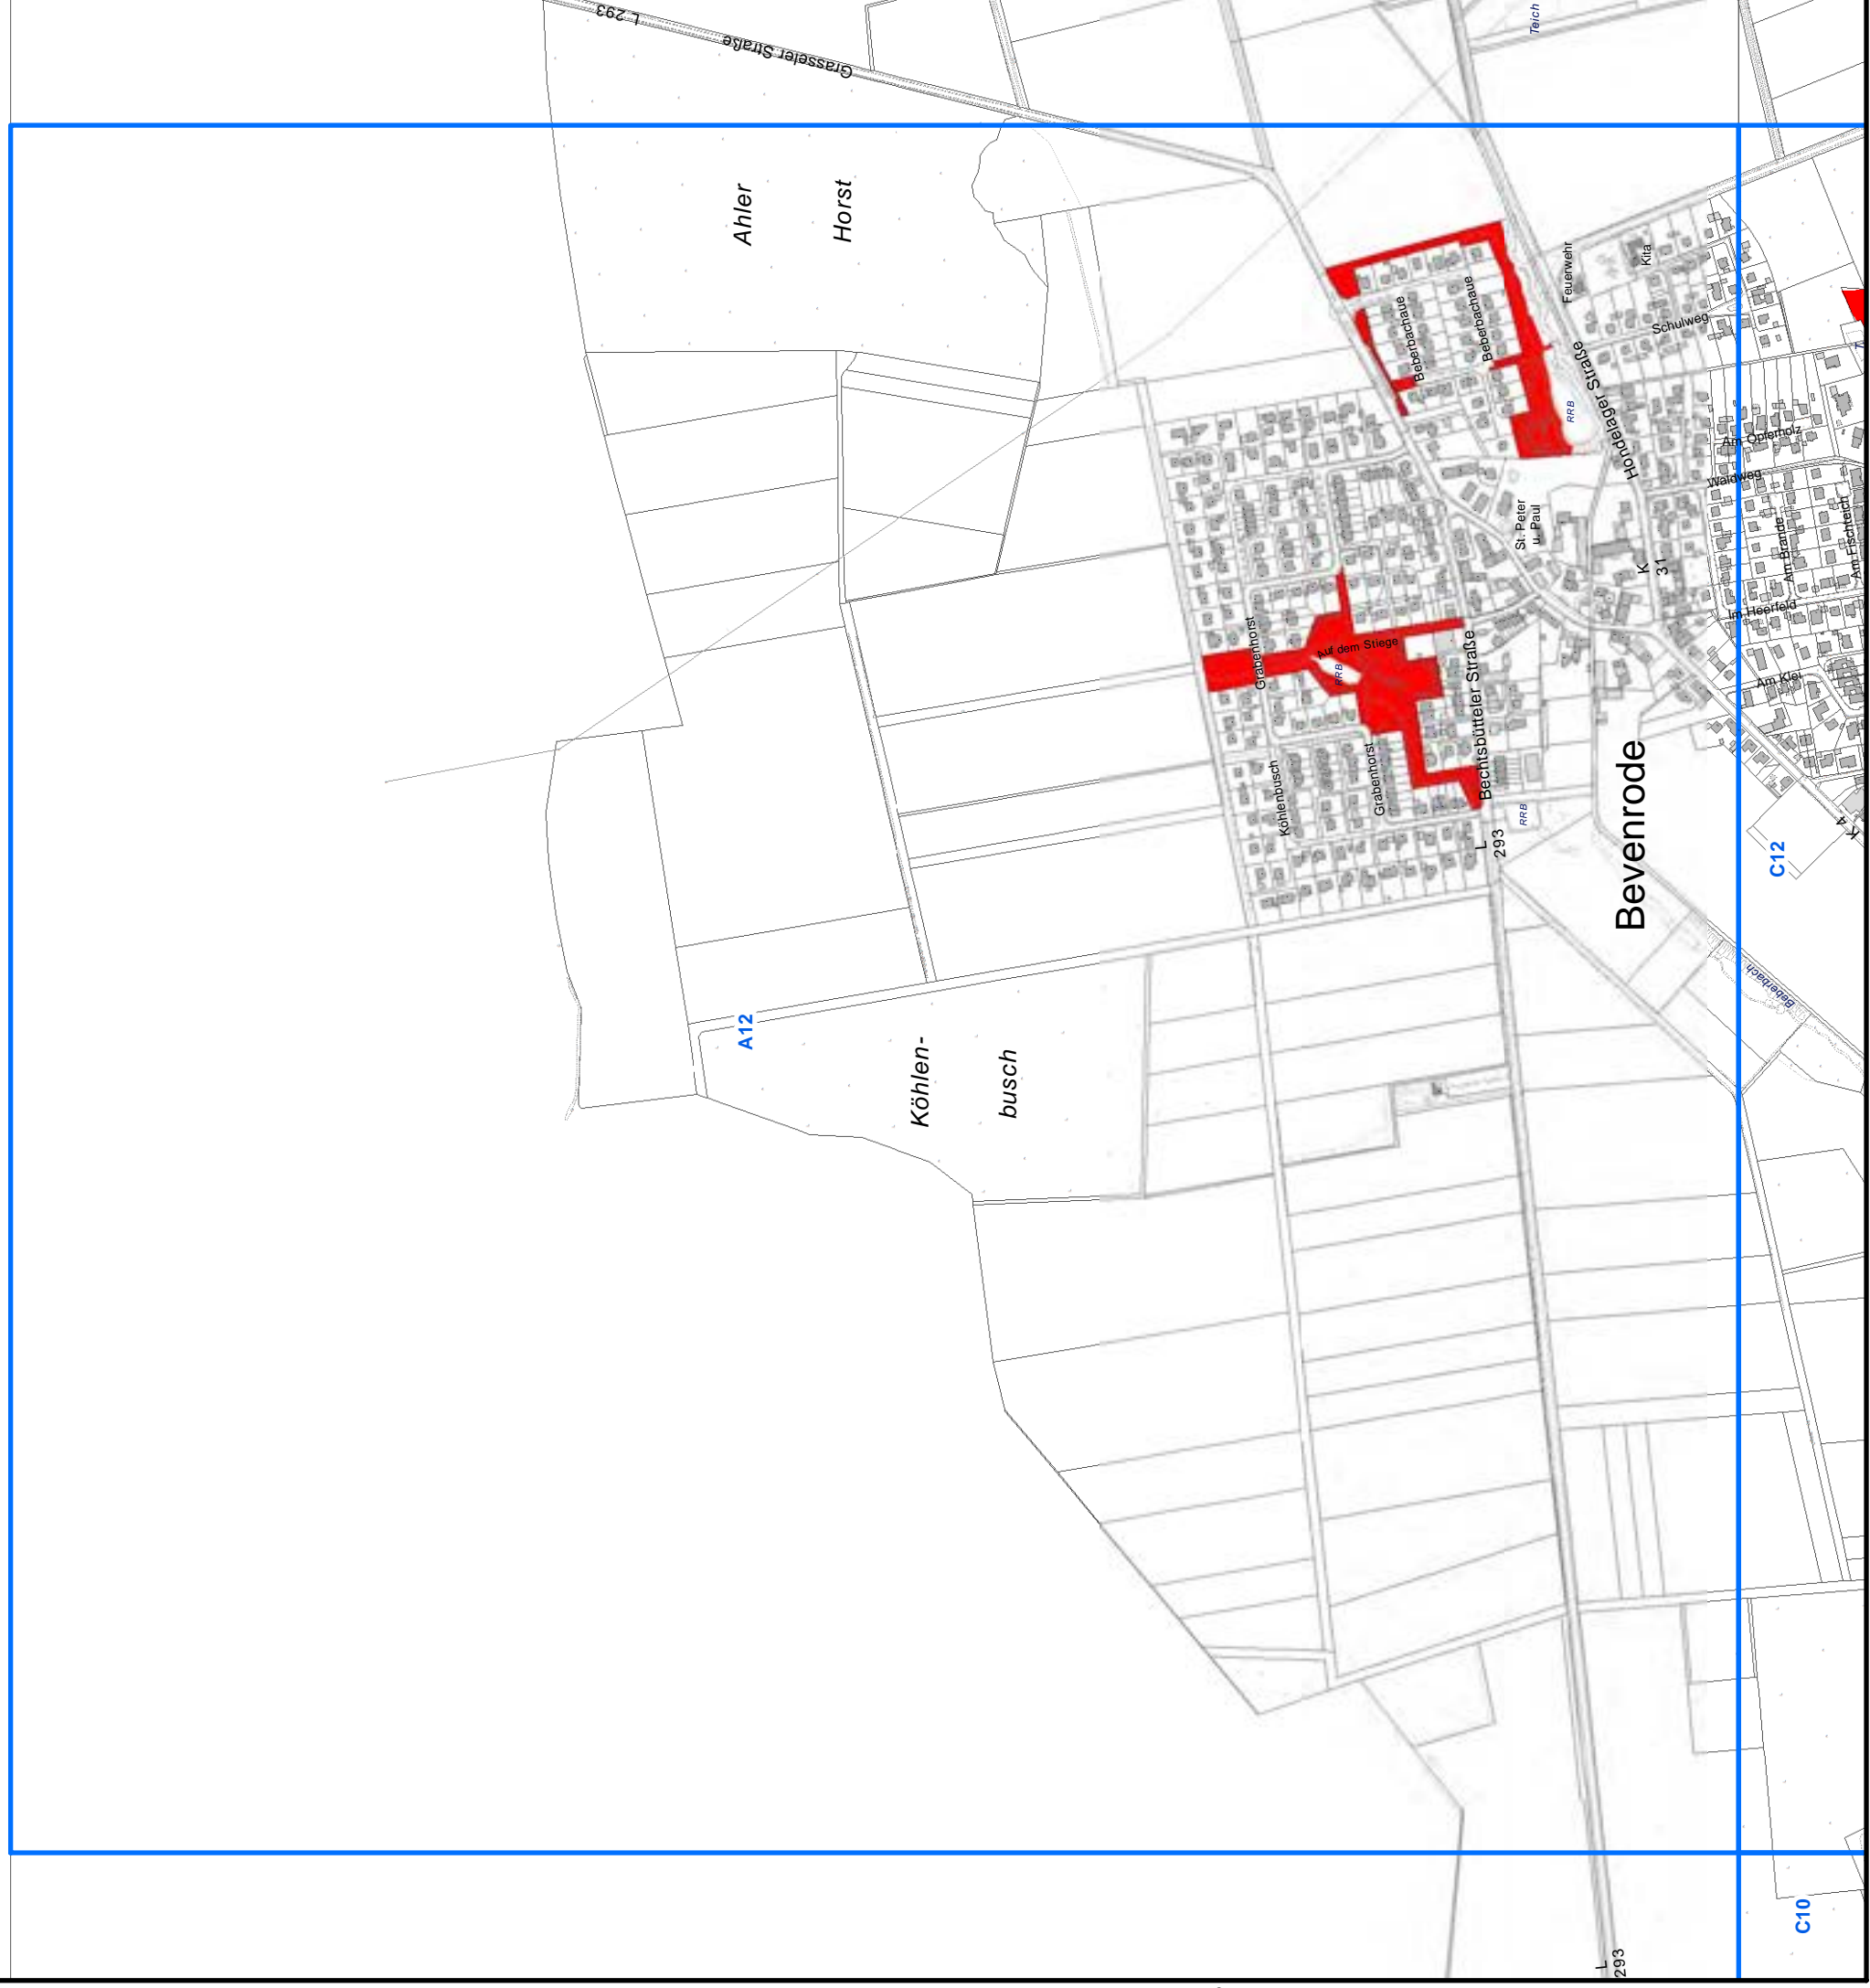 L 293
Grasseler Straße
Teich
Ahler
Horst
Feuerwehr
Kita
Beberbachaue
Beberbachaue
Schulweg
Hondelager Straße
RRB
Am Opferholz
Waldweg
St. Peter
u. Paul
K
31
Am Brande
Am Fischteich
Im Heerfeld
Grabenhorst
Auf dem Stiege
RRB
Am Klei
Bechtsbütteler Straße
Köhlenbusch
Grabenhorst
RRB
L
293
Bevenrode
K 4
C12
Beberbach
A12
Köhlen-
busch
C10
L
293